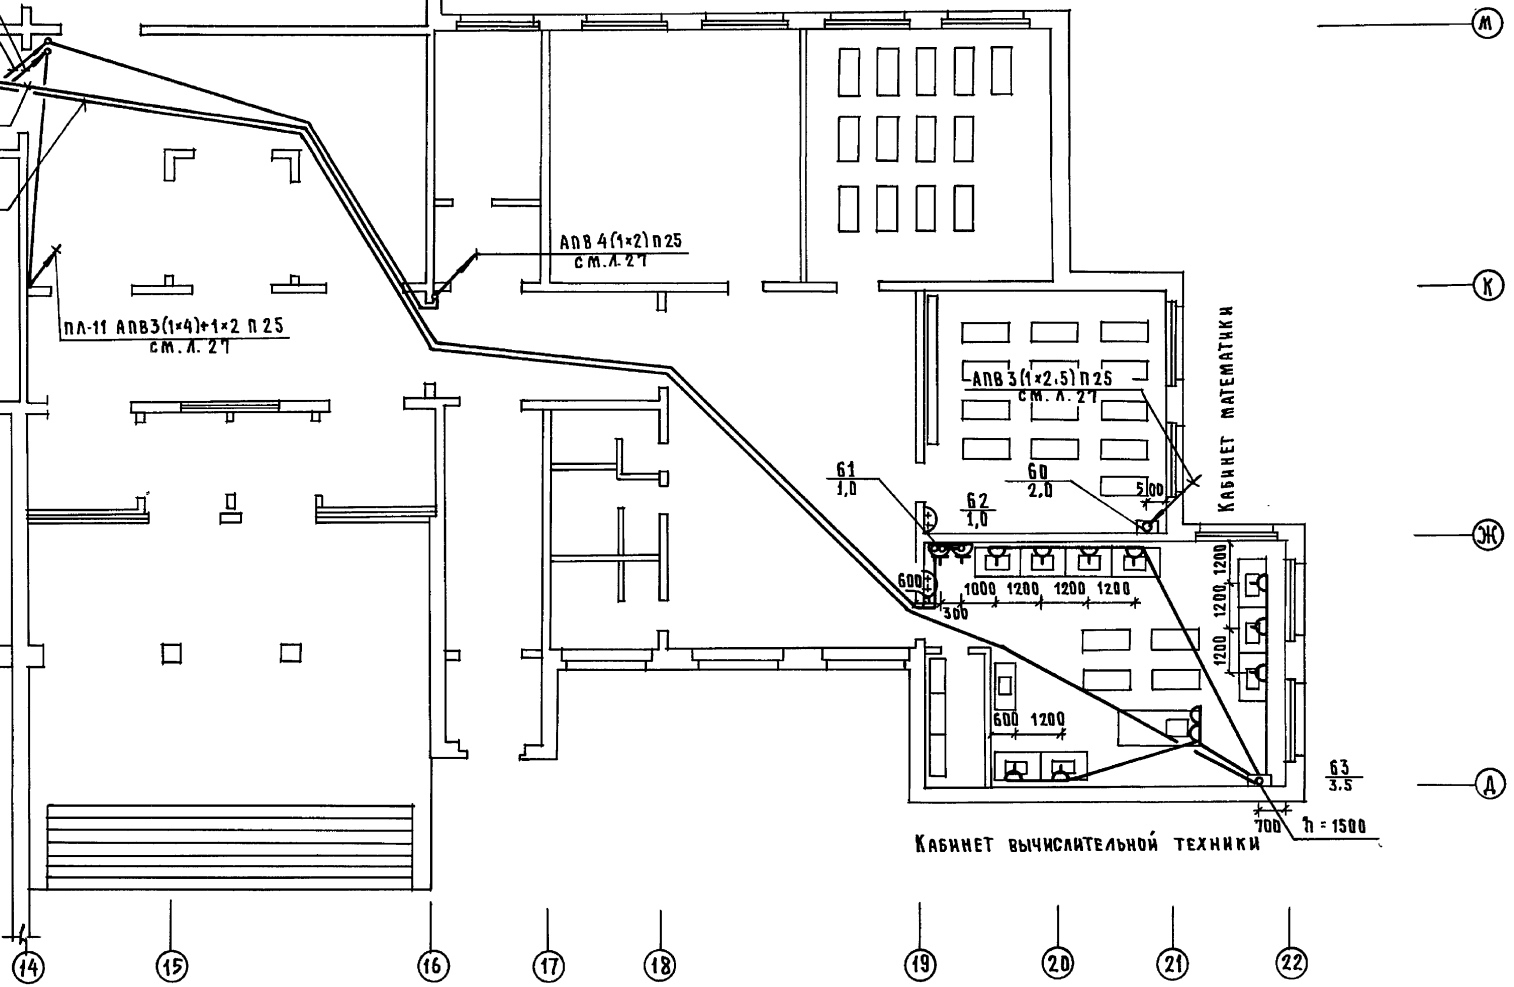 М
АПВ 4(1×2) П 25
СМ. Л. 27
К
ПЛ-11 АПВ3(1×4)+1×2 П 25
СМ. Л. 27
АПВ 3(1×2.5) П 25
СМ. Л. 27
КАБИНЕТ МАТЕМАТИКИ
61
1,0
62
1,0
60
2,0
500
Ж
600
300
1000 1200 1200 1200
1200
1200
1200
600 1200
63
3.5
Д
700
h = 1500
КАБИНЕТ ВЫЧИСЛИТЕЛЬНОЙ ТЕХНИКИ
14 15 16 17 18 19 20 21 22